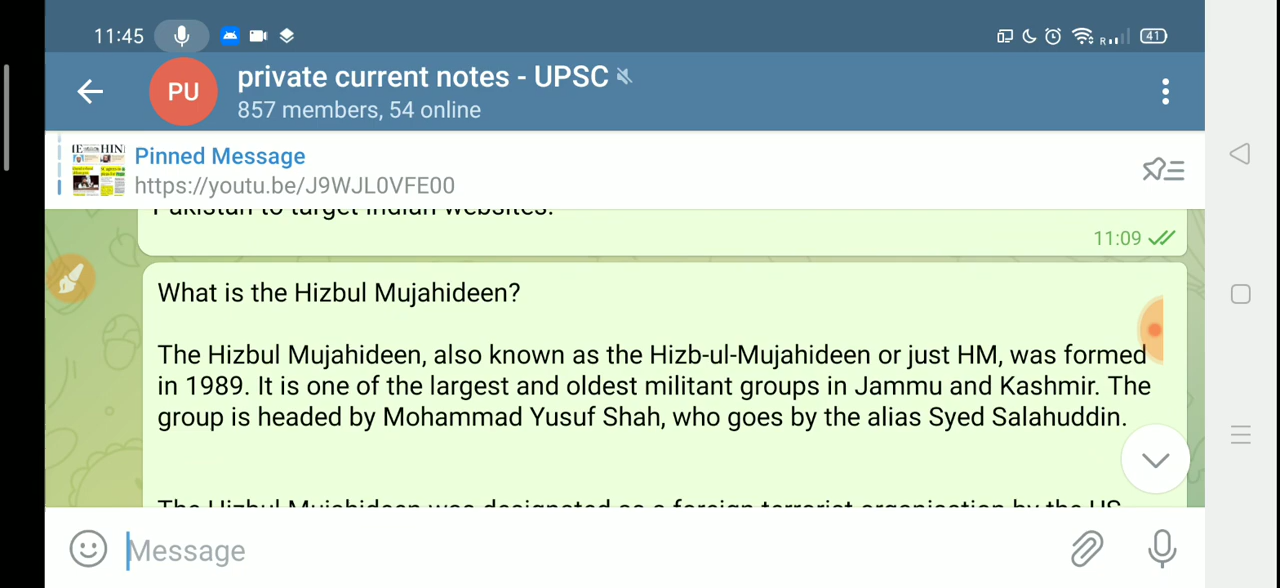 11:45
R
41
PU
private current notes - UPSC
857 members, 54 online
Pinned Message
https://youtu.be/J9WJL0VFE00
Pakistan to target Indian websites.
11:09
What is the Hizbul Mujahideen?
The Hizbul Mujahideen, also known as the Hizb-ul-Mujahideen or just HM, was formed
in 1989. It is one of the largest and oldest militant groups in Jammu and Kashmir. The
group is headed by Mohammad Yusuf Shah, who goes by the alias Syed Salahuddin.
The Hizbul Mujahideen was designated as a foreign terrorist organisation by the US
Message